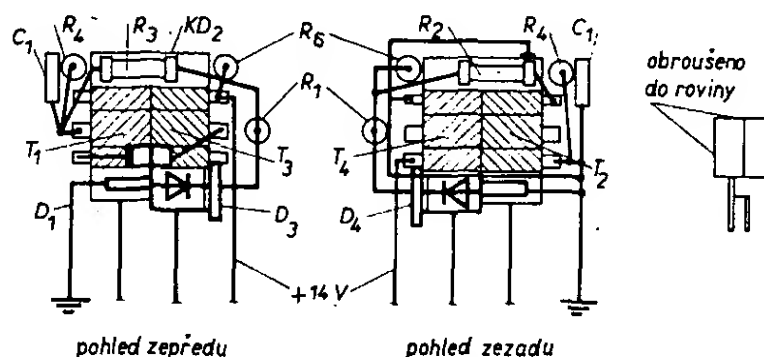 C1 R4 R3 KD2
R6
R1
T1 T3
D1 D3
+14 V
pohled zepředu
R2 R4 C1
T4 T2
D4
pohled zezadu
obroušeno
do roviny